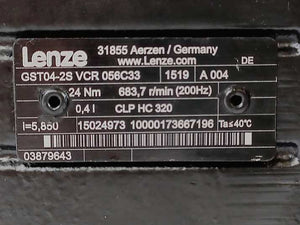 Lenze
31855 Aerzen / Germany
www.Lenze.com
GST04-2S VCR 056C33 1519 A 004
24 Nm 683,7 r/min (200Hz)
0,4 l CLP HC 320
i=5,850 15024973 10000173667196 Ta≤40°C
03879643